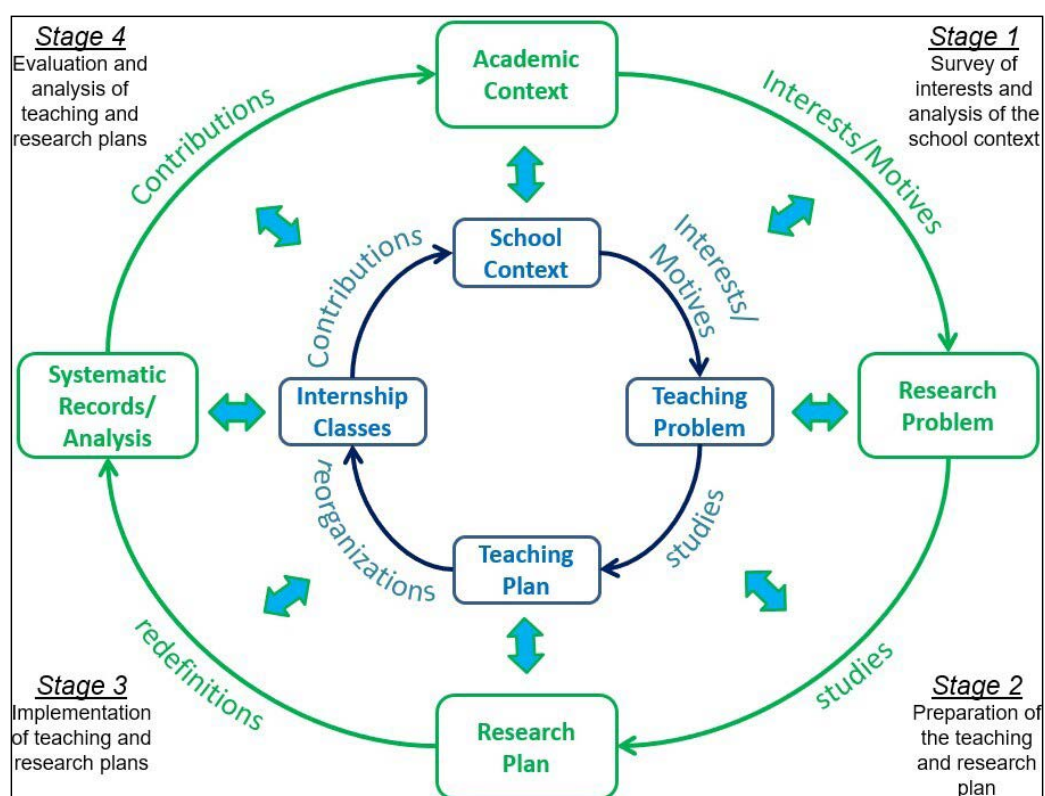 Stage 4
Evaluation and
analysis of
teaching and
research plans
Academic
Context
Stage 1
Survey of
interests and
analysis of the
school context
Contributions
Interests/Motives
School
Context
Contributions
Interests/
Motives
Systematic
Records/
Analysis
Internship
Classes
Teaching
Problem
Research
Problem
reorganizations
studies
Teaching
Plan
redefinitions
studies
Stage 3
Implementation
of teaching and
research plans
Research
Plan
Stage 2
Preparation of
the teaching
and research
plan